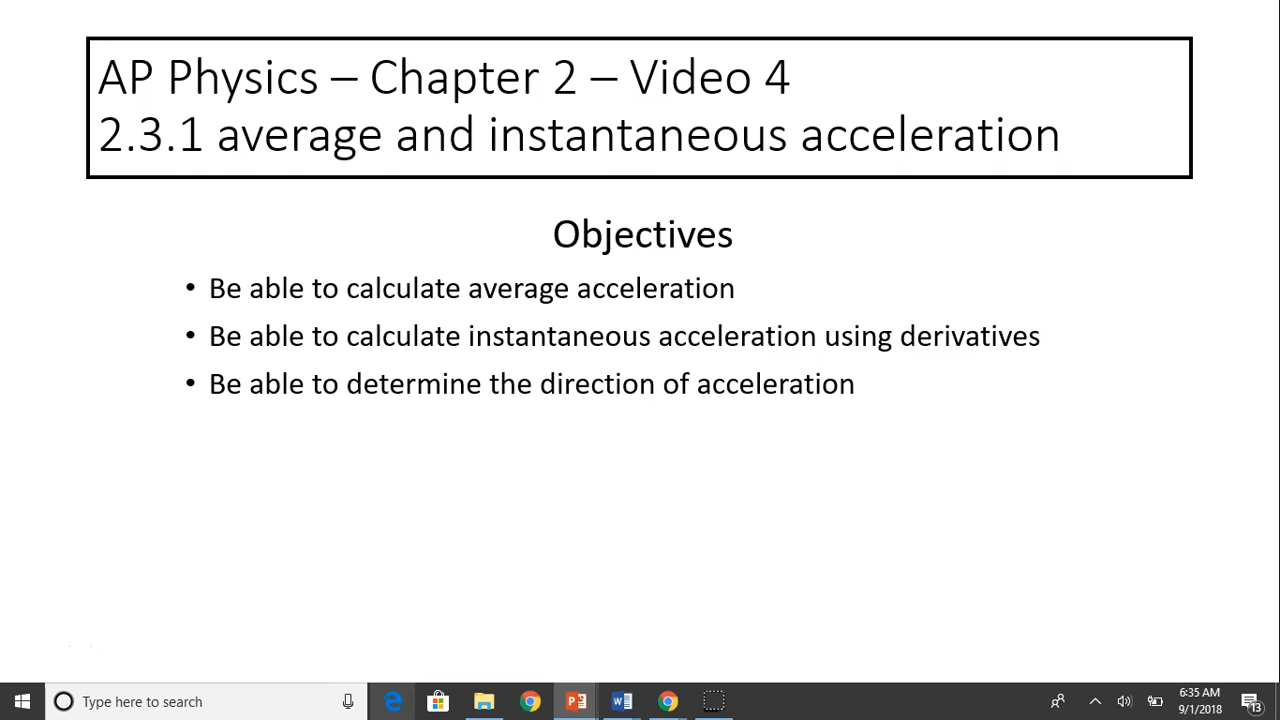 AP Physics – Chapter 2 – Video 4
2.3.1 average and instantaneous acceleration
Objectives
• Be able to calculate average acceleration
• Be able to calculate instantaneous acceleration using derivatives
• Be able to determine the direction of acceleration
Type here to search
6:35 AM
9/1/2018
13